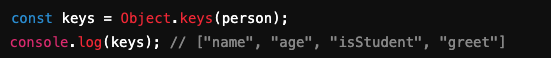 const keys = Object.keys(person);
console.log(keys); // ["name", "age", "isStudent", "greet"]